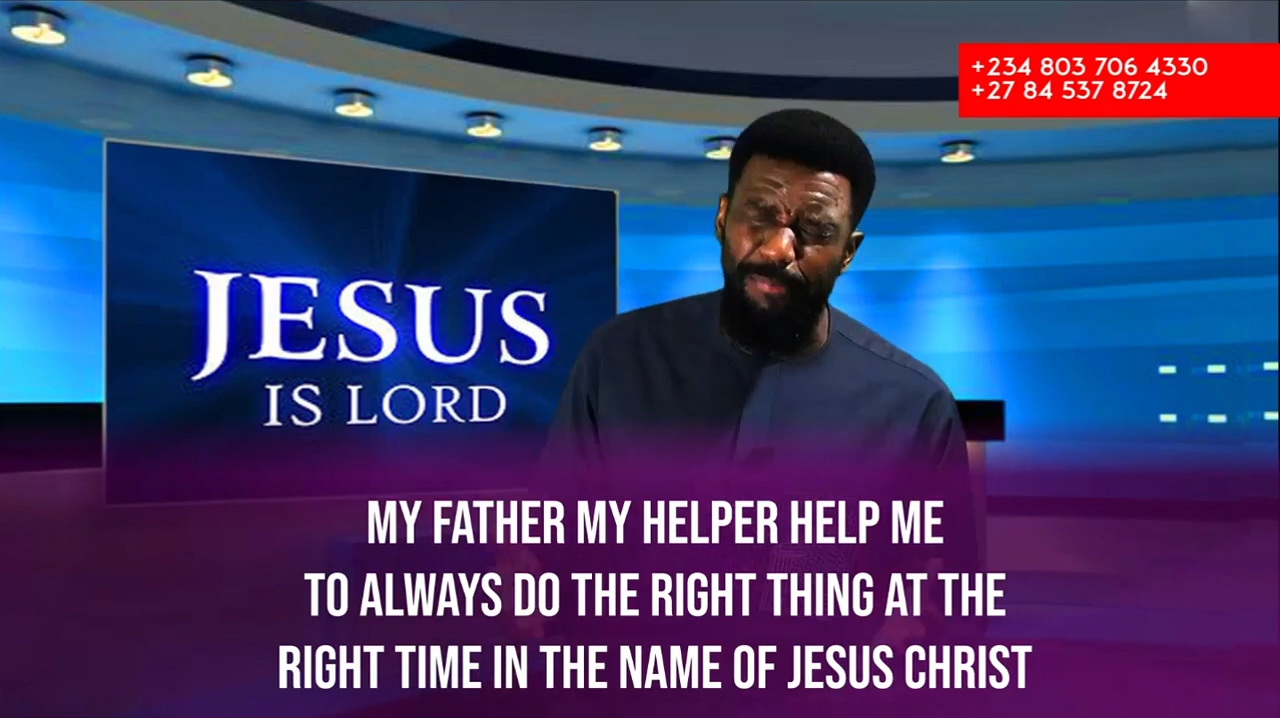 +234 803 706 4330
+27 84 537 8724
JESUS
IS LORD
MY FATHER MY HELPER HELP ME
TO ALWAYS DO THE RIGHT THING AT THE
RIGHT TIME IN THE NAME OF JESUS CHRIST